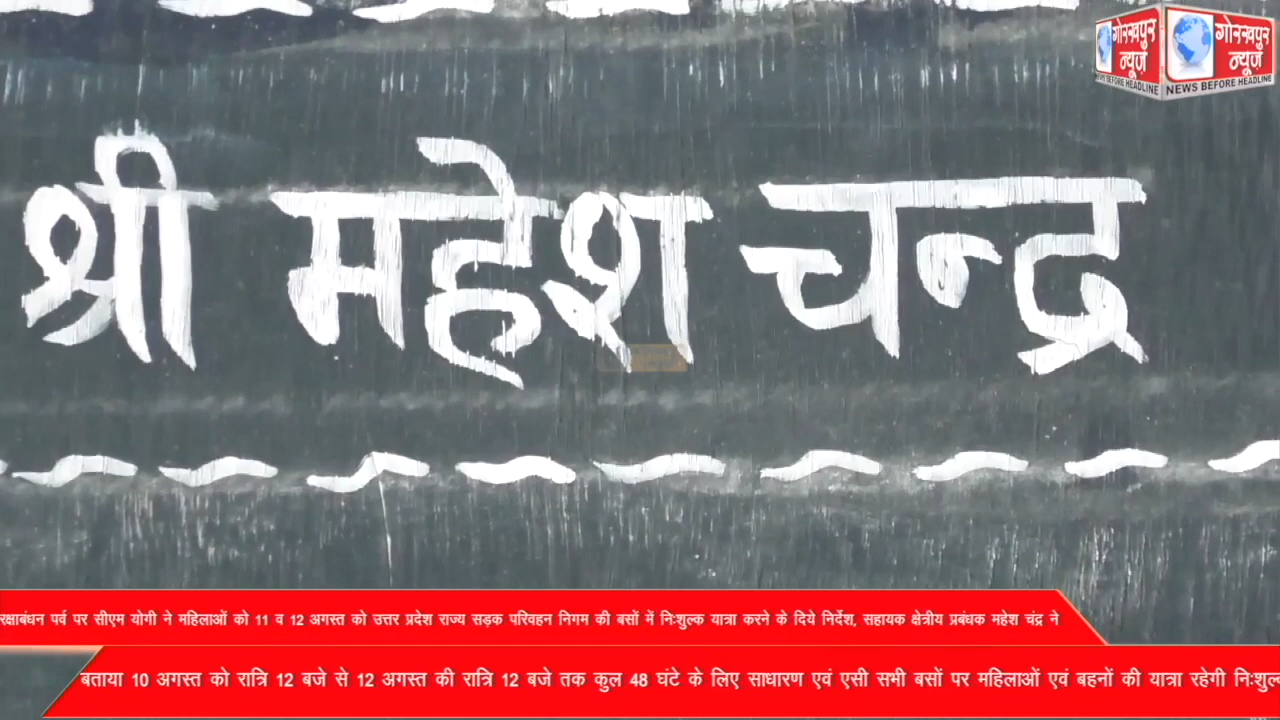 गोरखपुर न्यूज़
NEWS BEFORE HEADLINE
गोरखपुर न्यूज़
NEWS BEFORE HEADLINE
श्री महेश चन्द्र
रक्षाबंधन पर्व पर सीएम योगी ने महिलाओं को 11 व 12 अगस्त को उत्तर प्रदेश राज्य सड़क परिवहन निगम की बसों में निःशुल्क यात्रा करने के दिये निर्देश, सहायक क्षेत्रीय प्रबंधक महेश चंद्र ने
बताया 10 अगस्त को रात्रि 12 बजे से 12 अगस्त की रात्रि 12 बजे तक कुल 48 घंटे के लिए साधारण एवं एसी सभी बसों पर महिलाओं एवं बहनों की यात्रा रहेगी निःशुल्क